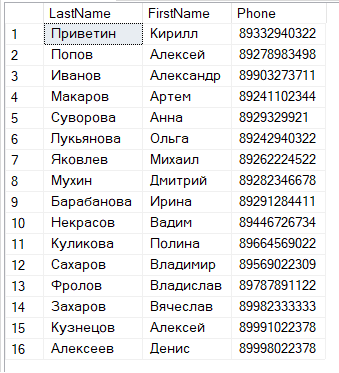 LastName FirstName Phone
1 Приветин Кирилл 89332940322
2 Попов Алексей 89278983498
3 Иванов Александр 89903273711
4 Макаров Артем 89241102344
5 Суворова Анна 8929329921
6 Лукьянова Ольга 89242940322
7 Яковлев Михаил 89262224522
8 Мухин Дмитрий 89282346678
9 Барабанова Ирина 89291284411
10 Некрасов Вадим 89446726734
11 Куликова Полина 89664569022
12 Сахаров Владимир 89569022309
13 Фролов Владислав 89787891122
14 Захаров Вячеслав 89982333333
15 Кузнецов Алексей 89991022378
16 Алексеев Денис 89998022378